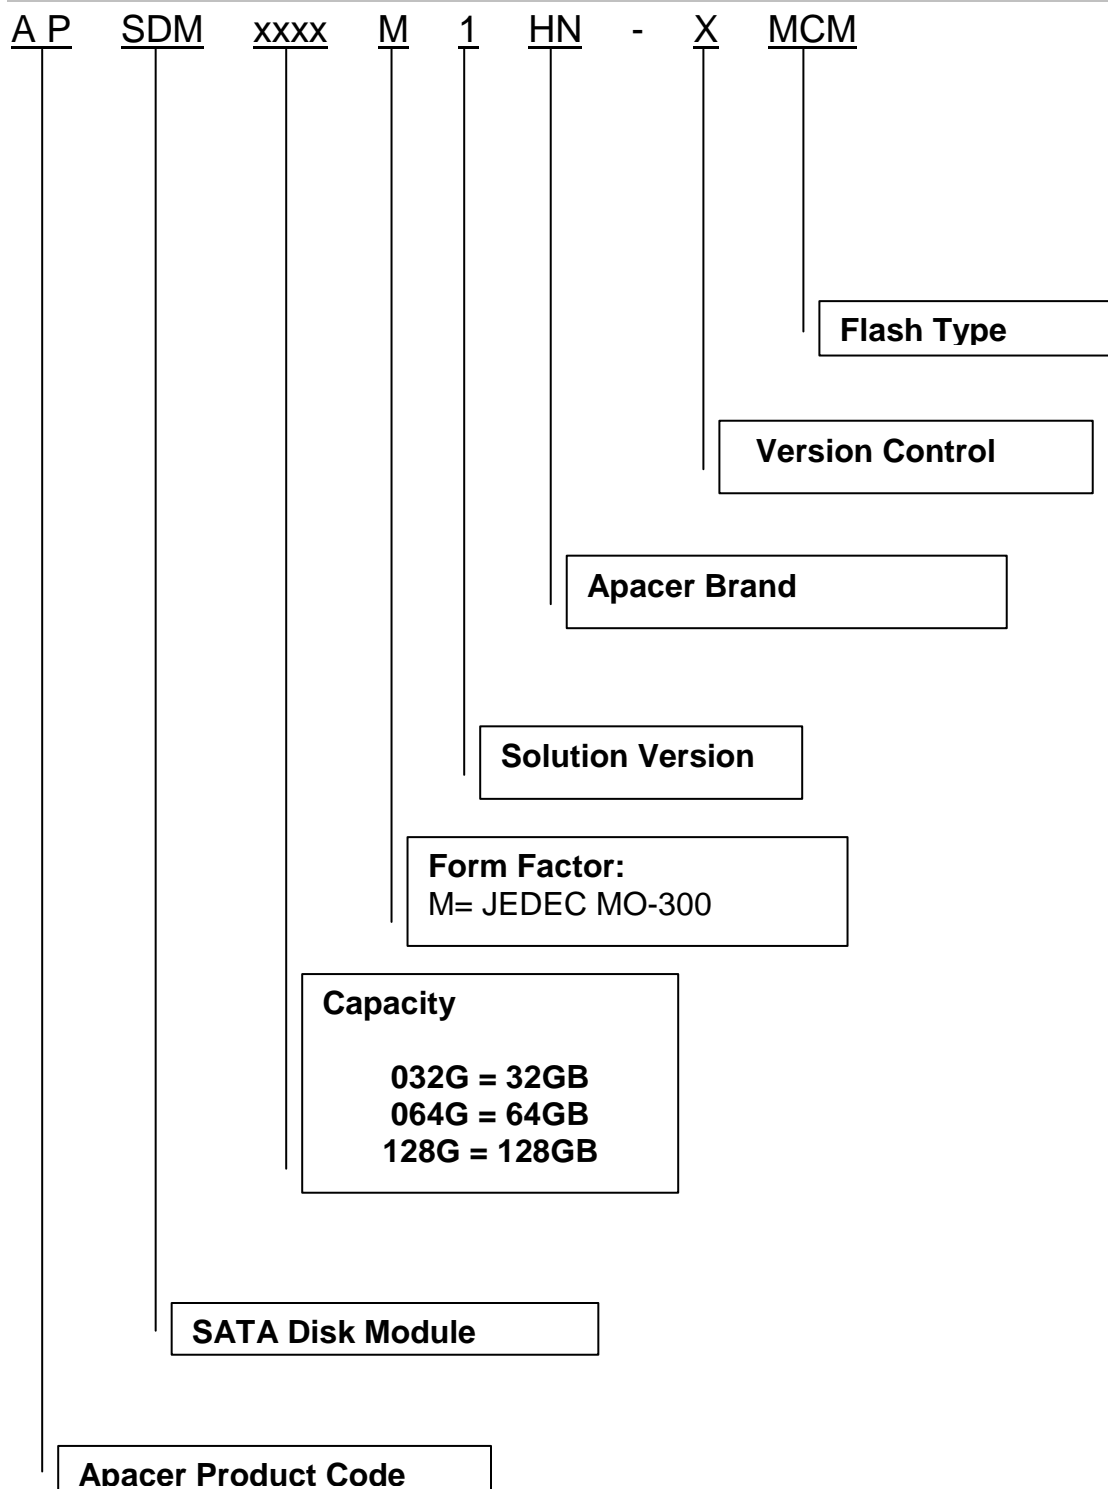 A P SDM xxxx M 1 HN - X MCM
Flash Type
Version Control
Apacer Brand
Solution Version
Form Factor:
M= JEDEC MO-300
Capacity
032G = 32GB
064G = 64GB
128G = 128GB
SATA Disk Module
Apacer Product Code